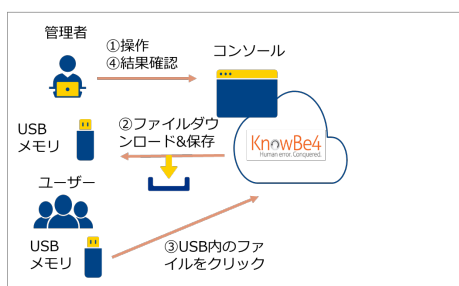 管理者
①操作
④結果確認
コンソール
USB
メモリ
②ファイルダウ
ンロード&保存
KnowBe4
Human error. Conquered.
ユーザー
USB
メモリ
③USB内のファ
イルをクリック